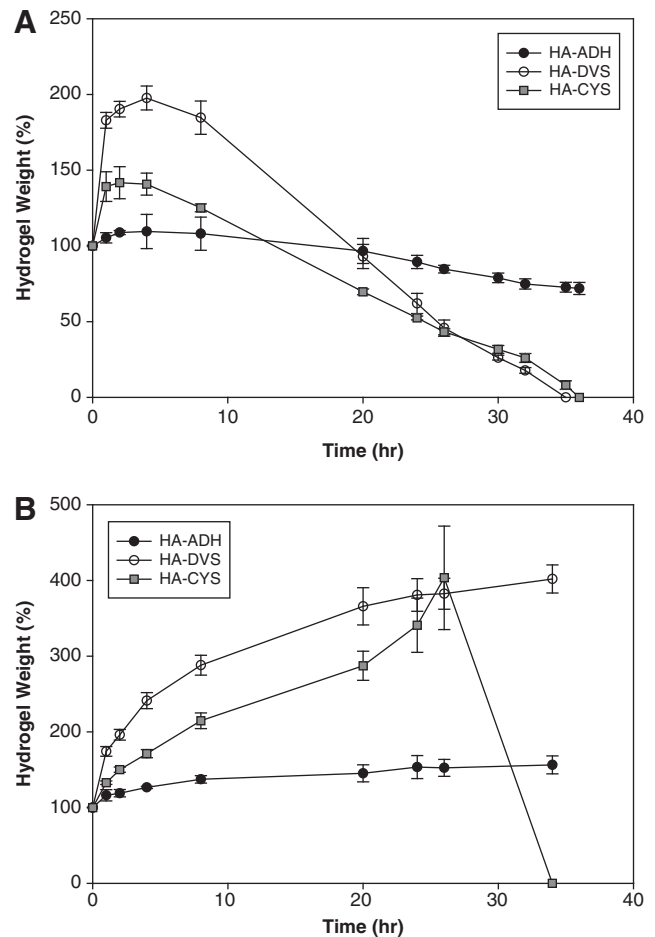 A
250
200
150
100
50
0
Hydrogel Weight (%)
HA-ADH
HA-DVS
HA-CYS
0 10 20 30 40
Time (hr)
B
500
400
300
200
100
0
Hydrogel Weight (%)
HA-ADH
HA-DVS
HA-CYS
0 10 20 30 40
Time (hr)